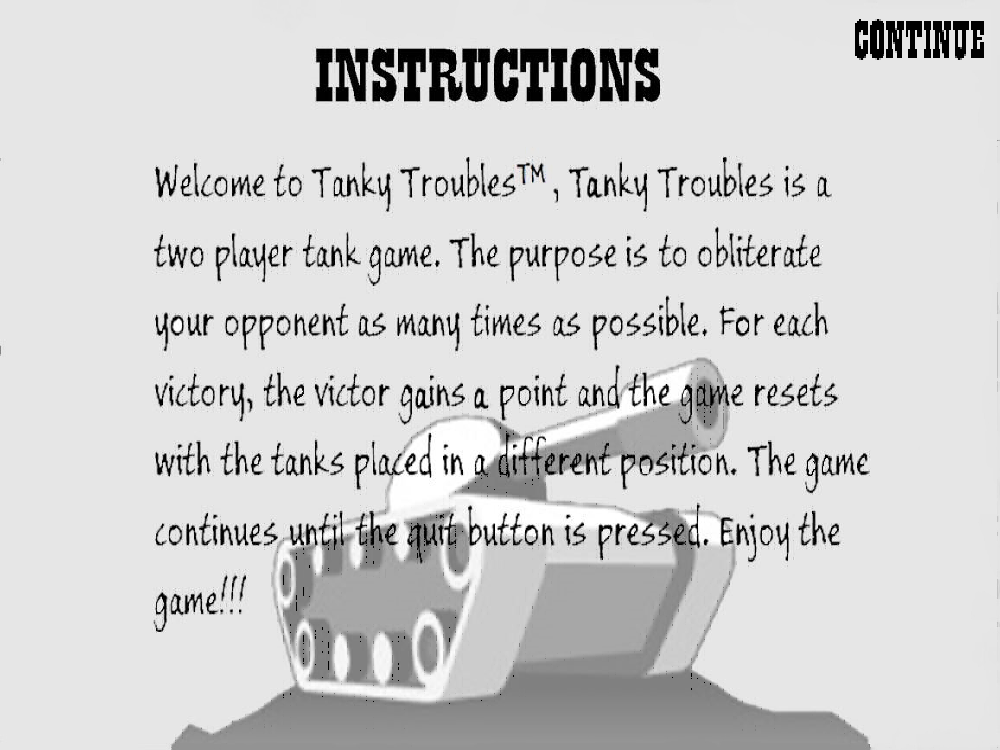 CONTINUE
INSTRUCTIONS
Welcome to Tanky Troubles™, Tanky Troubles is a
two player tank game. The purpose is to obliterate
your opponent as many times as possible. For each
victory, the victor gains a point and the game resets
with the tanks placed in a different position. The game
continues until the quit button is pressed. Enjoy the
game!!!